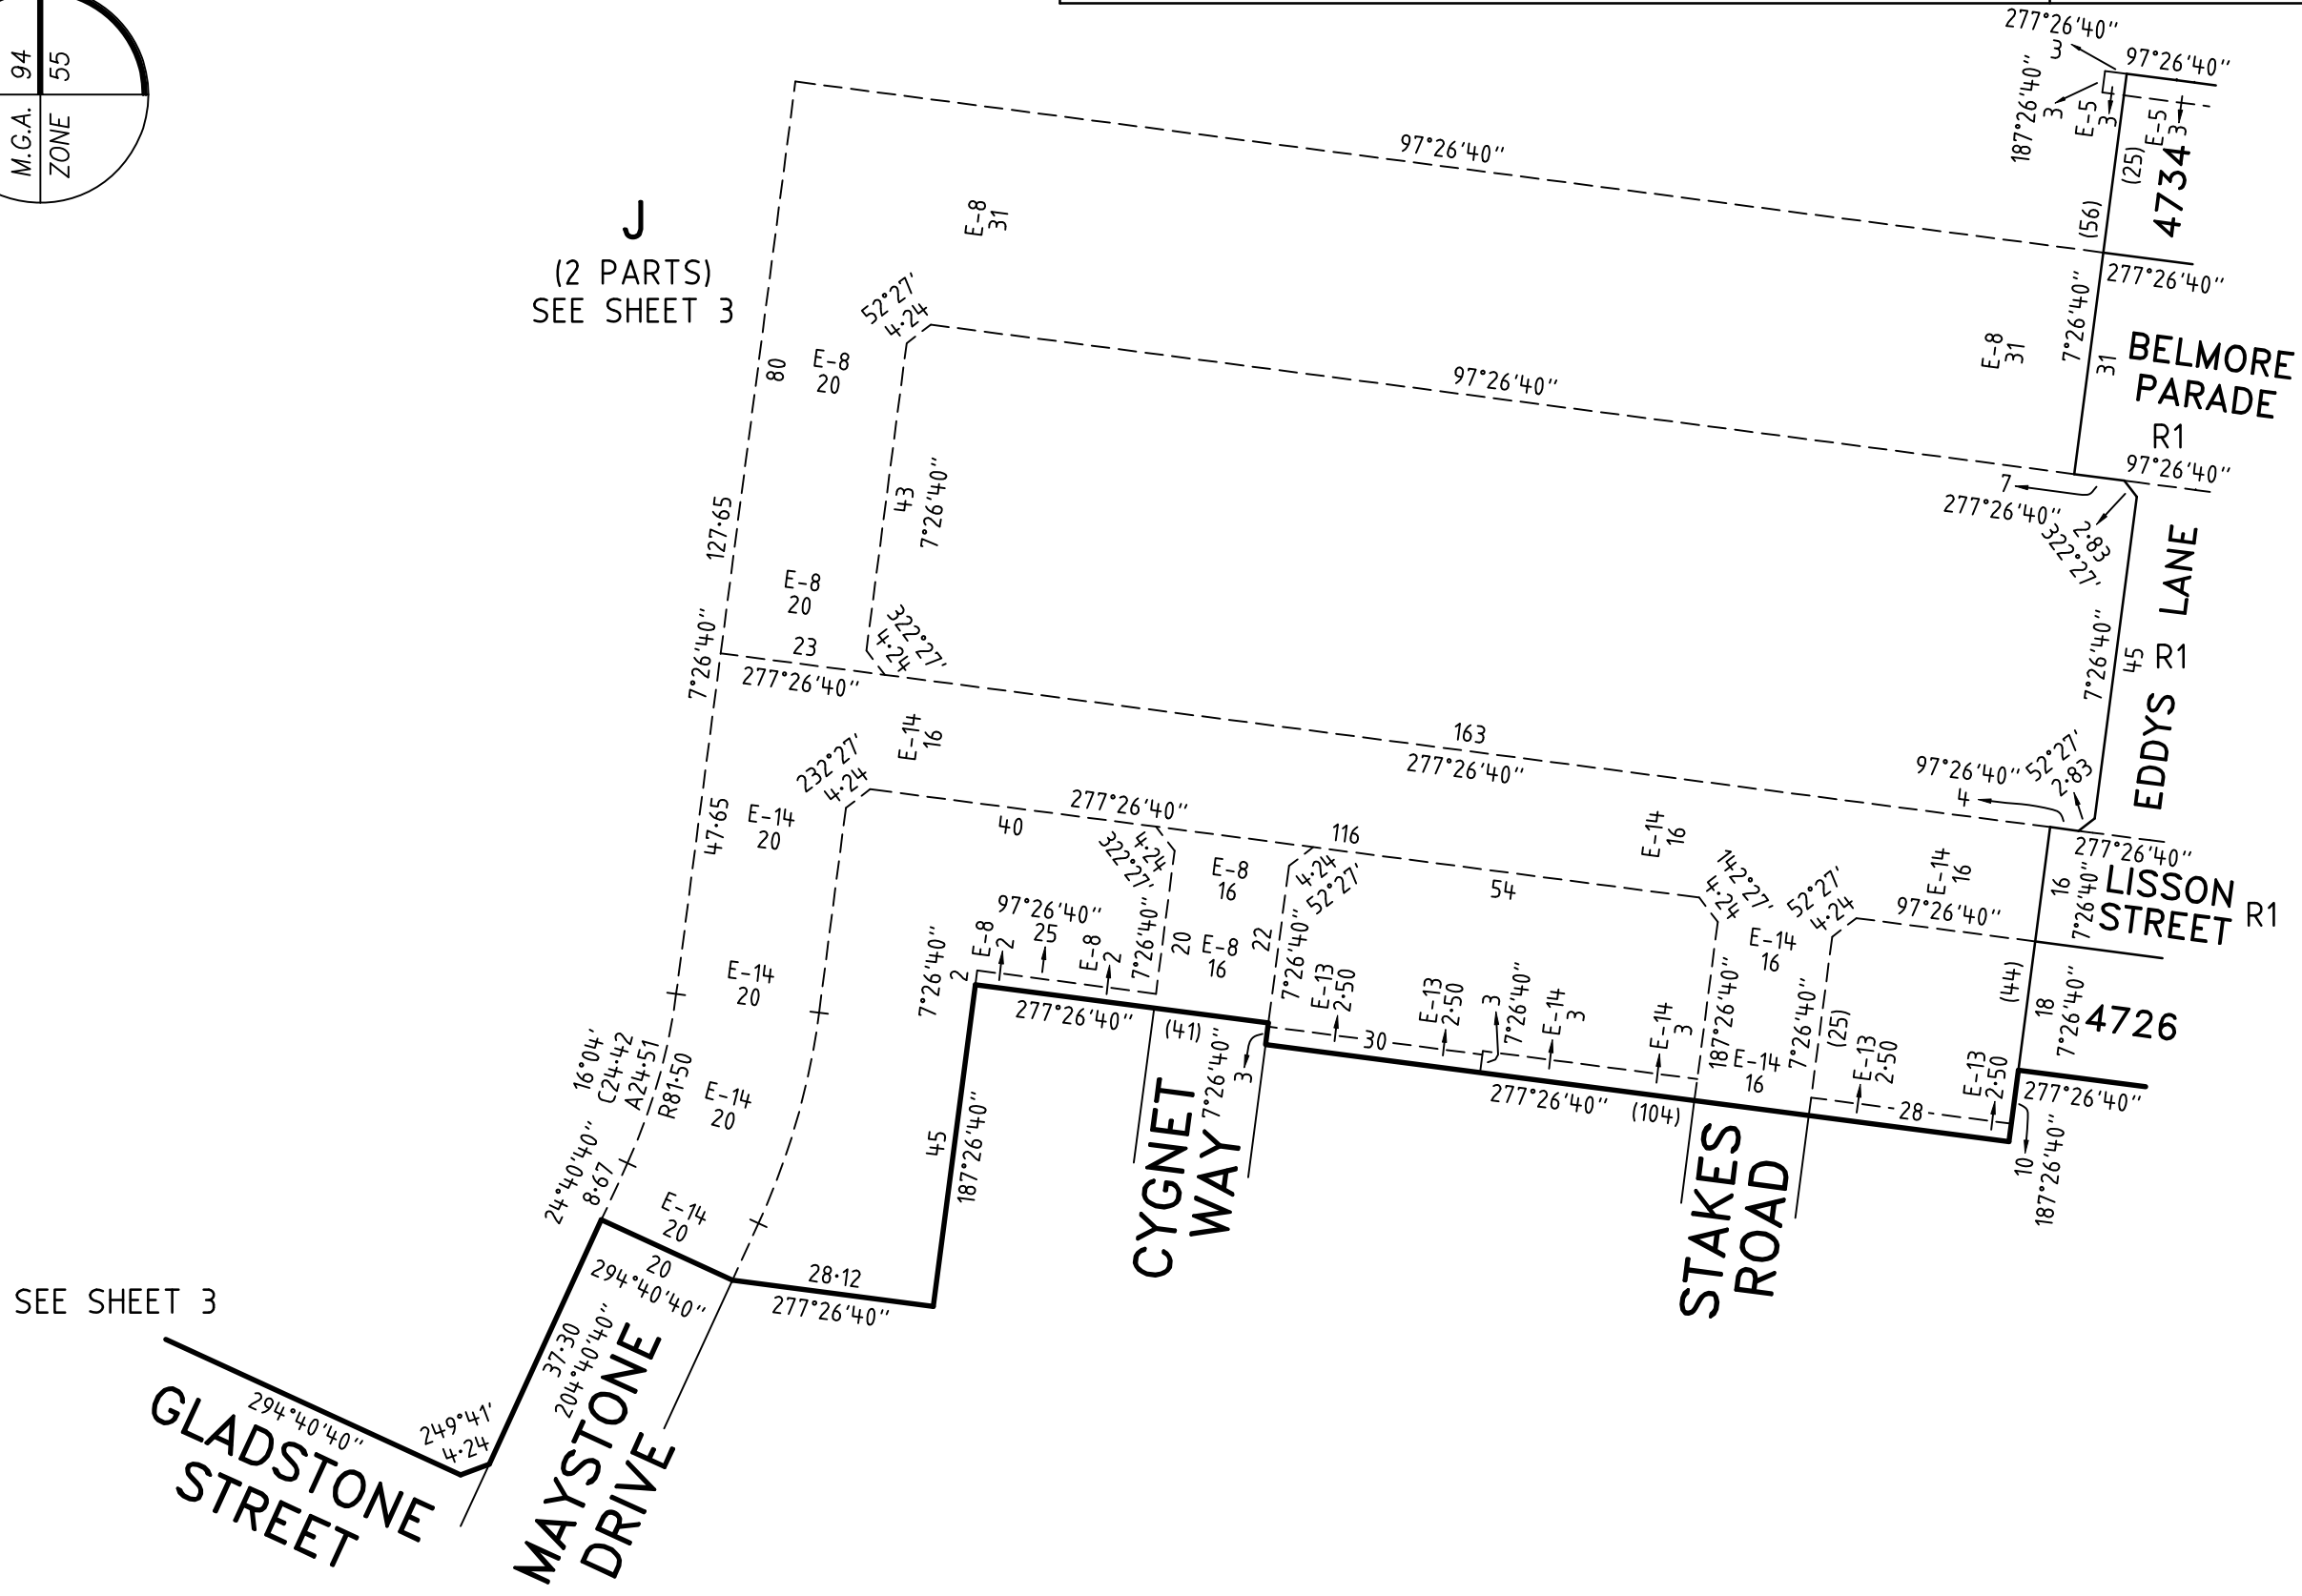 M.G.A. 94
ZONE 55
277°26'40"
3
97°26'40"
187°26'40"
3
E-5
3
E-5
3
(25)
4734
(56)
277°26'40"
97°26'40"
J
(2 PARTS)
SEE SHEET 3
E-8
31
52°27'
4·24
E-8
20
80
97°26'40"
E-8
31
7°26'40"
31
BELMORE
PARADE
R1
97°26'40"
7
277°26'40"
2·83
322°27'
43
7°26'40"
127·65
E-8
20
23
277°26'40"
322°27'
4·24
7°26'40"
7°26'40"
45
R1
EDDYS LANE
163
277°26'40"
E-14
16
232°27'
4·24
97°26'40"
4
52°27'
2·83
277°26'40"
47·65
E-14
20
277°26'40"
40
116
4·24
322°27'
E-8
16
4·24
52°27'
54
E-14
16
142°27'
4·24
52°27'
4·24
E-14
16
97°26'40"
16
7°26'40"
LISSON
STREET R1
97°26'40"
25
E-8
2
E-8
2
7°26'40"
2
7°26'40"
20
E-8
16
22
7°26'40"
E-13
2·50
E-13
2·50
3
7°26'40"
E-14
3
E-14
3
187°26'40"
E-14
16
7°26'40"
(25)
(44)
18
7°26'40"
4726
E-14
20
277°26'40"
(41)
7°26'40"
3
30
E-14
16
E-13
2·50
28
E-13
2·50
277°26'40"
10
187°26'40"
277°26'40"
(104)
16°04'
C24·42
A24·51
R81·50
E-14
20
45
187°26'40"
CYGNET
WAY
STAKES
ROAD
24°40'40"
8·67
E-14
20
20
294°40'40"
28·12
277°26'40"
SEE SHEET 3
37·30
204°40'40"
MAYSTONE
DRIVE
249°41'
4·24
294°40'40"
GLADSTONE
STREET